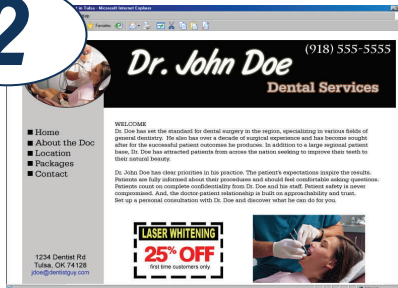 2
t in Tulsa - Microsoft Internet Explorer
Favorites
(918) 555-5555
Dr. John Doe
Dental Services
Home
About the Doc
Location
Packages
Contact
WELCOME
Dr. Doe has set the standard for dental surgery in the region, specializing in various fields of
general dentistry. He also has over a decade of surgical experience and has become sought
after for the successful patient outcomes he produces. In addition to a large regional patient
base, Dr. Doe has attracted patients from across the nation seeking to improve their teeth to
their natural beauty.
Dr. John Doe has clear priorities in his practice. The patient's expectations inspire the results.
Patients are fully informed about their procedures and should feel comfortable asking questions.
Patients count on complete confidentiality from Dr. Doe and his staff. Patient safety is never
compromised. And, the doctor-patient relationship is built on approachability and trust.
Set up a personal consultation with Dr. Doe and discover what he can do for you.
LASER WHITENING
25% OFF
first time customers only
1234 Dentist Rd
Tulsa, OK 74128
jdoe@dentistguy.com